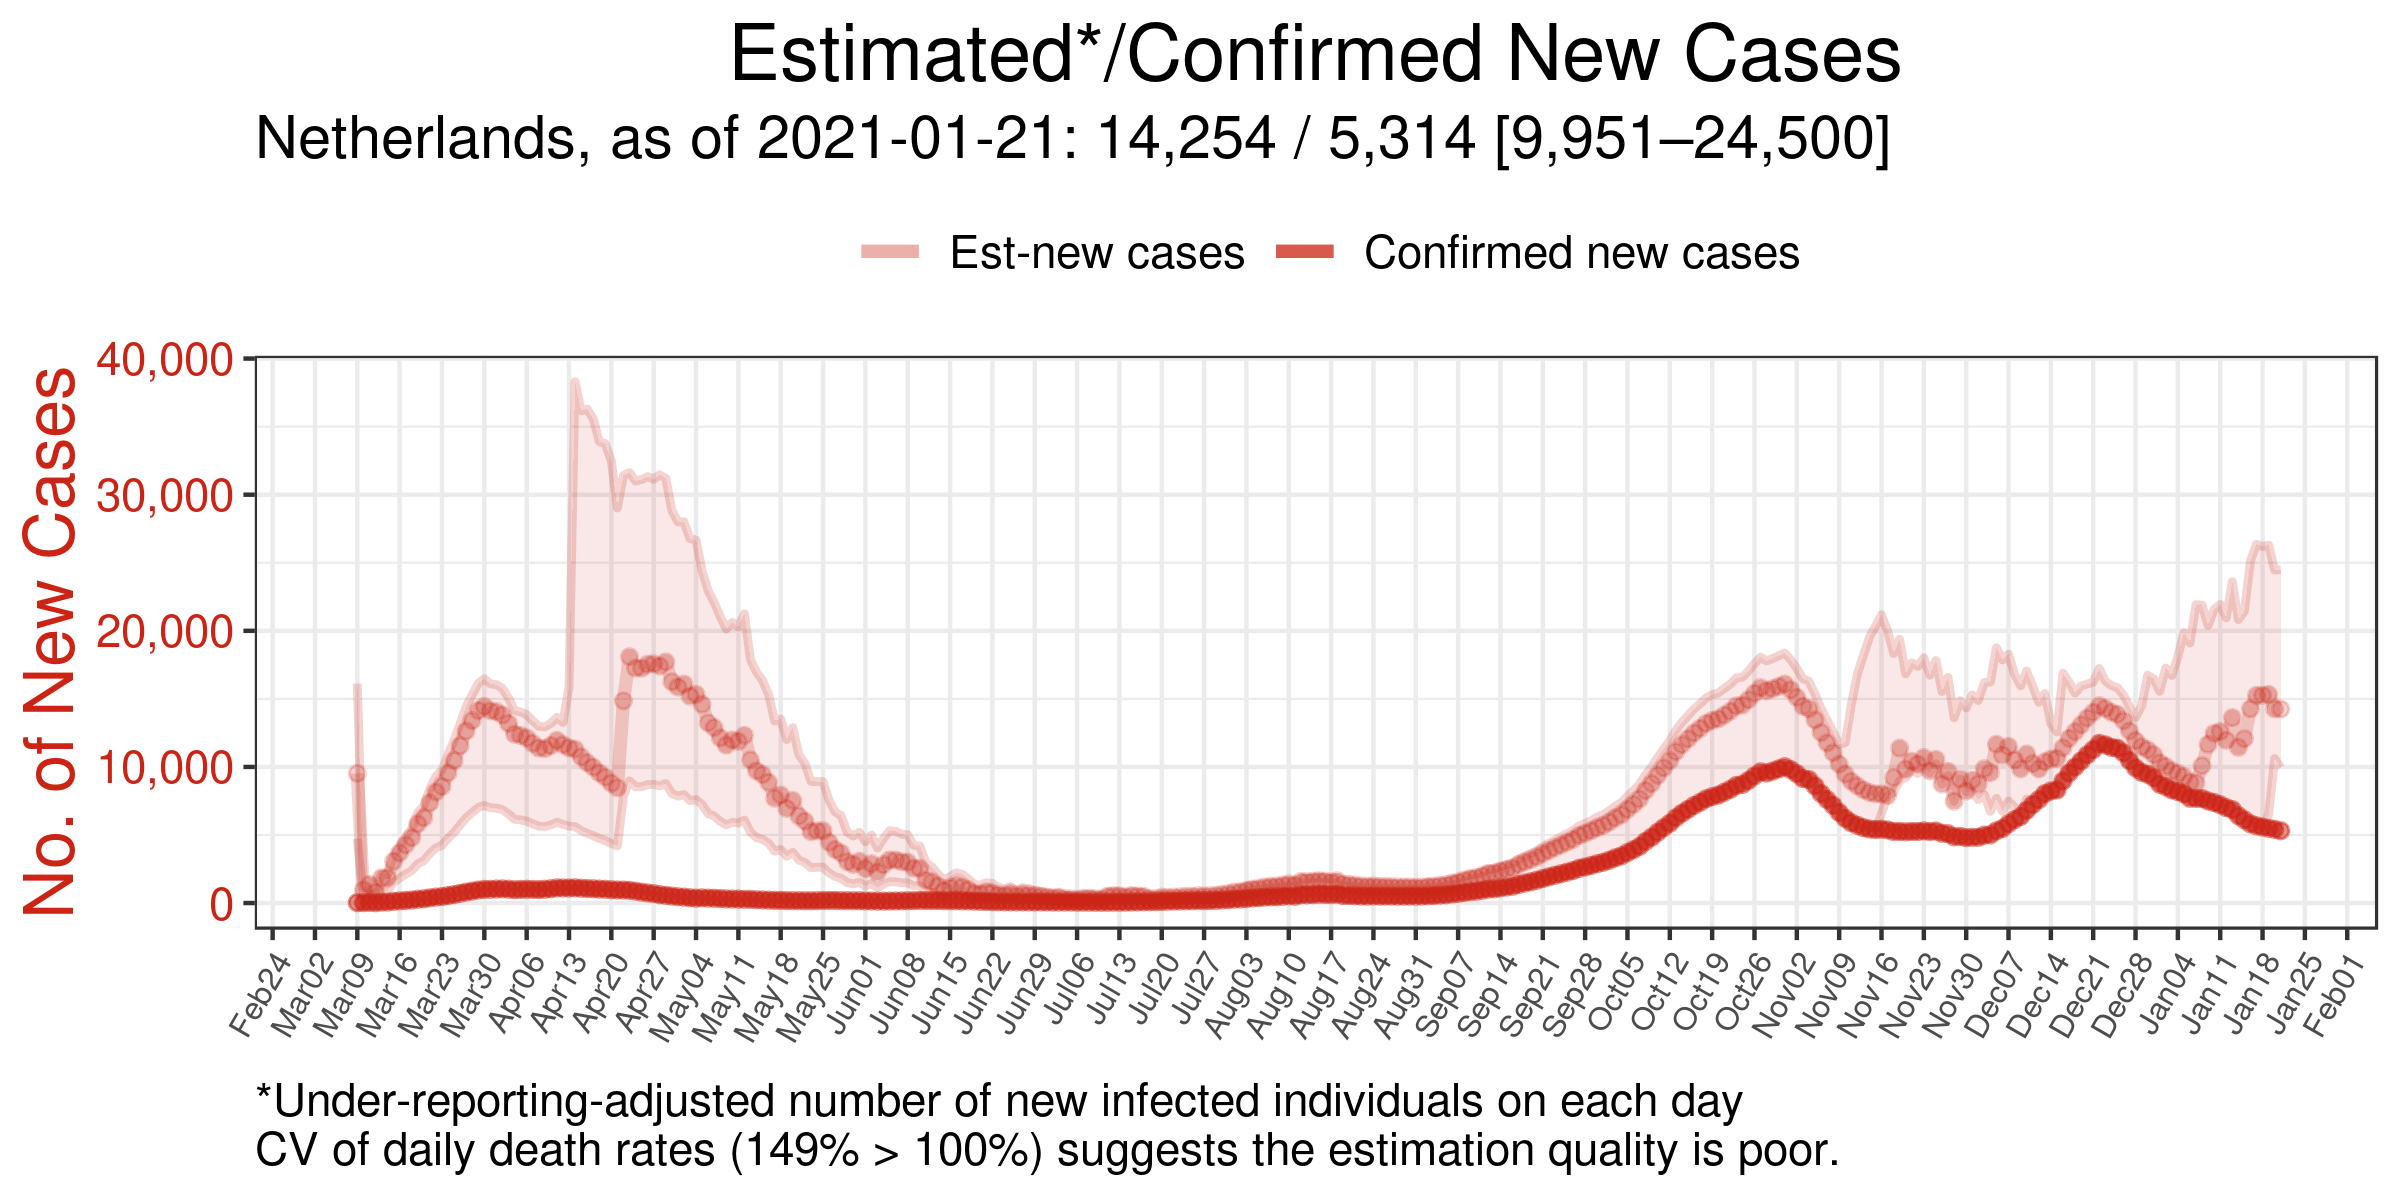 Estimated*/Confirmed New Cases
Netherlands, as of 2021-01-21: 14,254 / 5,314 [9,951–24,500]
Est-new cases Confirmed new cases
No. of New Cases
40,000
30,000
20,000
10,000
0
Feb24 Mar02 Mar09 Mar16 Mar23 Mar30 Apr06 Apr13 Apr20 Apr27 May04 May11 May18 May25 Jun01 Jun08 Jun15 Jun22 Jun29 Jul06 Jul13 Jul20 Jul27 Aug03 Aug10 Aug17 Aug24 Aug31 Sep07 Sep14 Sep21 Sep28 Oct05 Oct12 Oct19 Oct26 Nov02 Nov09 Nov16 Nov23 Nov30 Dec07 Dec14 Dec21 Dec28 Jan04 Jan11 Jan18 Jan25 Feb01
*Under-reporting-adjusted number of new infected individuals on each day
CV of daily death rates (149% > 100%) suggests the estimation quality is poor.